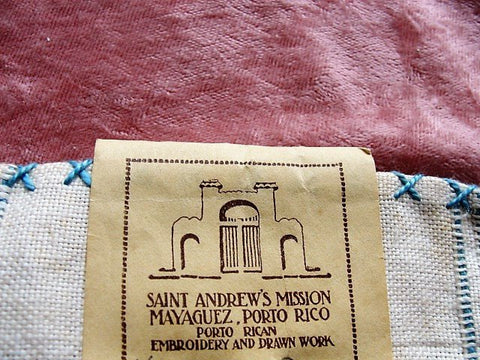 SAINT ANDREW'S MISSION
MAYAGUEZ, PORTO RICO
PORTO RICAN
EMBROIDERY AND DRAWN WORK